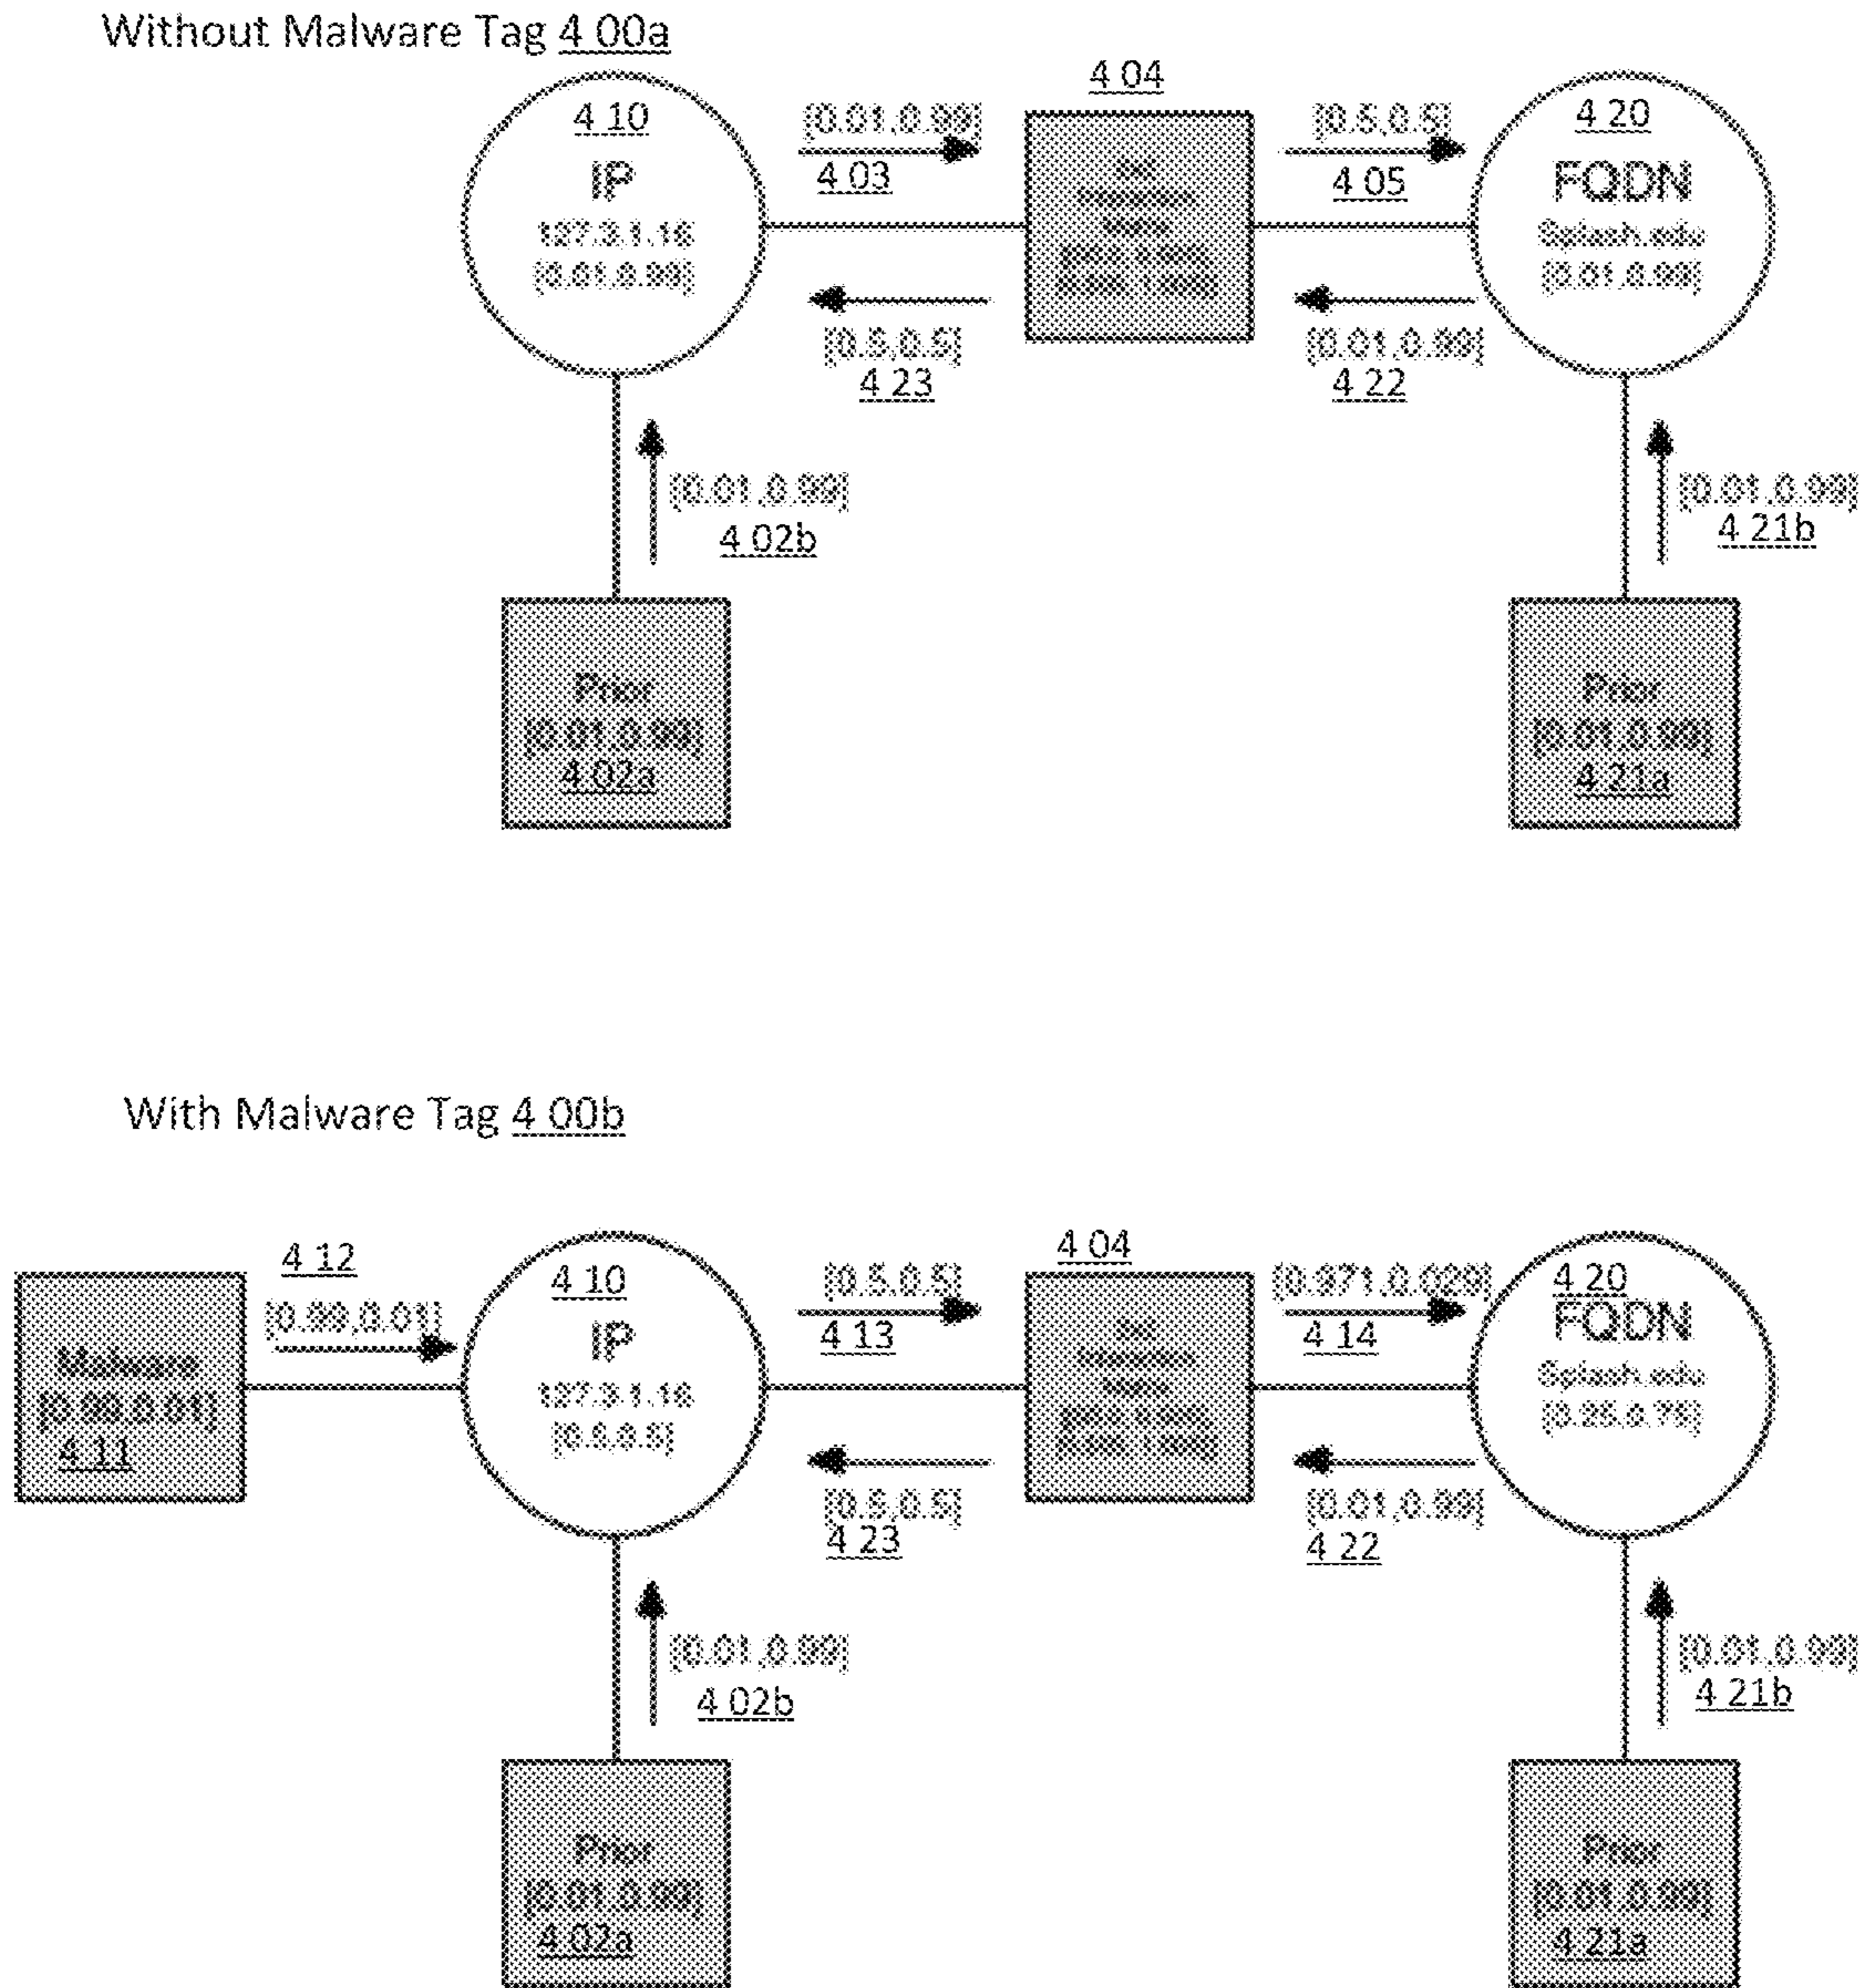 Without Malware Tag 4 00a
4 10
IP
127.3.1.16
[0.01,0.99]
[0.01,0.99]
4 03
4 04
[0.5,0.5]
4 05
4 20
FQDN
Splash.edu
[0.01,0.99]
[0.5,0.5]
4 23
[0.01,0.99]
4 22
[0.01,0.99]
4 02b
[0.01,0.99]
4 21b
Prior
[0.01,0.99]
4 02a
Prior
[0.01,0.99]
4 21a
With Malware Tag 4 00b
Malware
[0.99,0.01]
4 11
4 12
[0.99,0.01]
4 10
IP
127.3.1.16
[0.5,0.5]
[0.5,0.5]
4 13
4 04
[0.971,0.029]
4 14
4 20
FQDN
Splash.edu
[0.25,0.75]
[0.5,0.5]
4 23
[0.01,0.99]
4 22
[0.01,0.99]
4 02b
[0.01,0.99]
4 21b
Prior
[0.01,0.99]
4 02a
Prior
[0.01,0.99]
4 21a